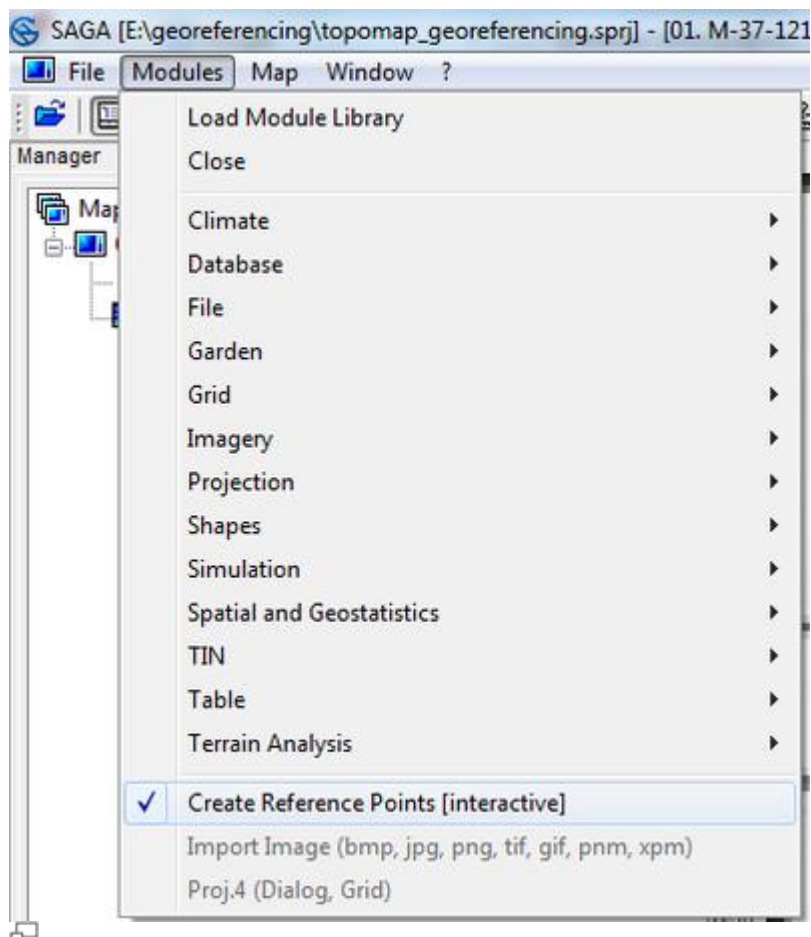 SAGA [E:\georeferencing\topomap_georeferencing.sprj] - [01. M-37-121
File Modules Map Window ?
Load Module Library
Manager
Close
Map
Climate
Database
File
Garden
Grid
Imagery
Projection
Shapes
Simulation
Spatial and Geostatistics
TIN
Table
Terrain Analysis
Create Reference Points [interactive]
Import Image (bmp, jpg, png, tif, gif, pnm, xpm)
Proj.4 (Dialog, Grid)